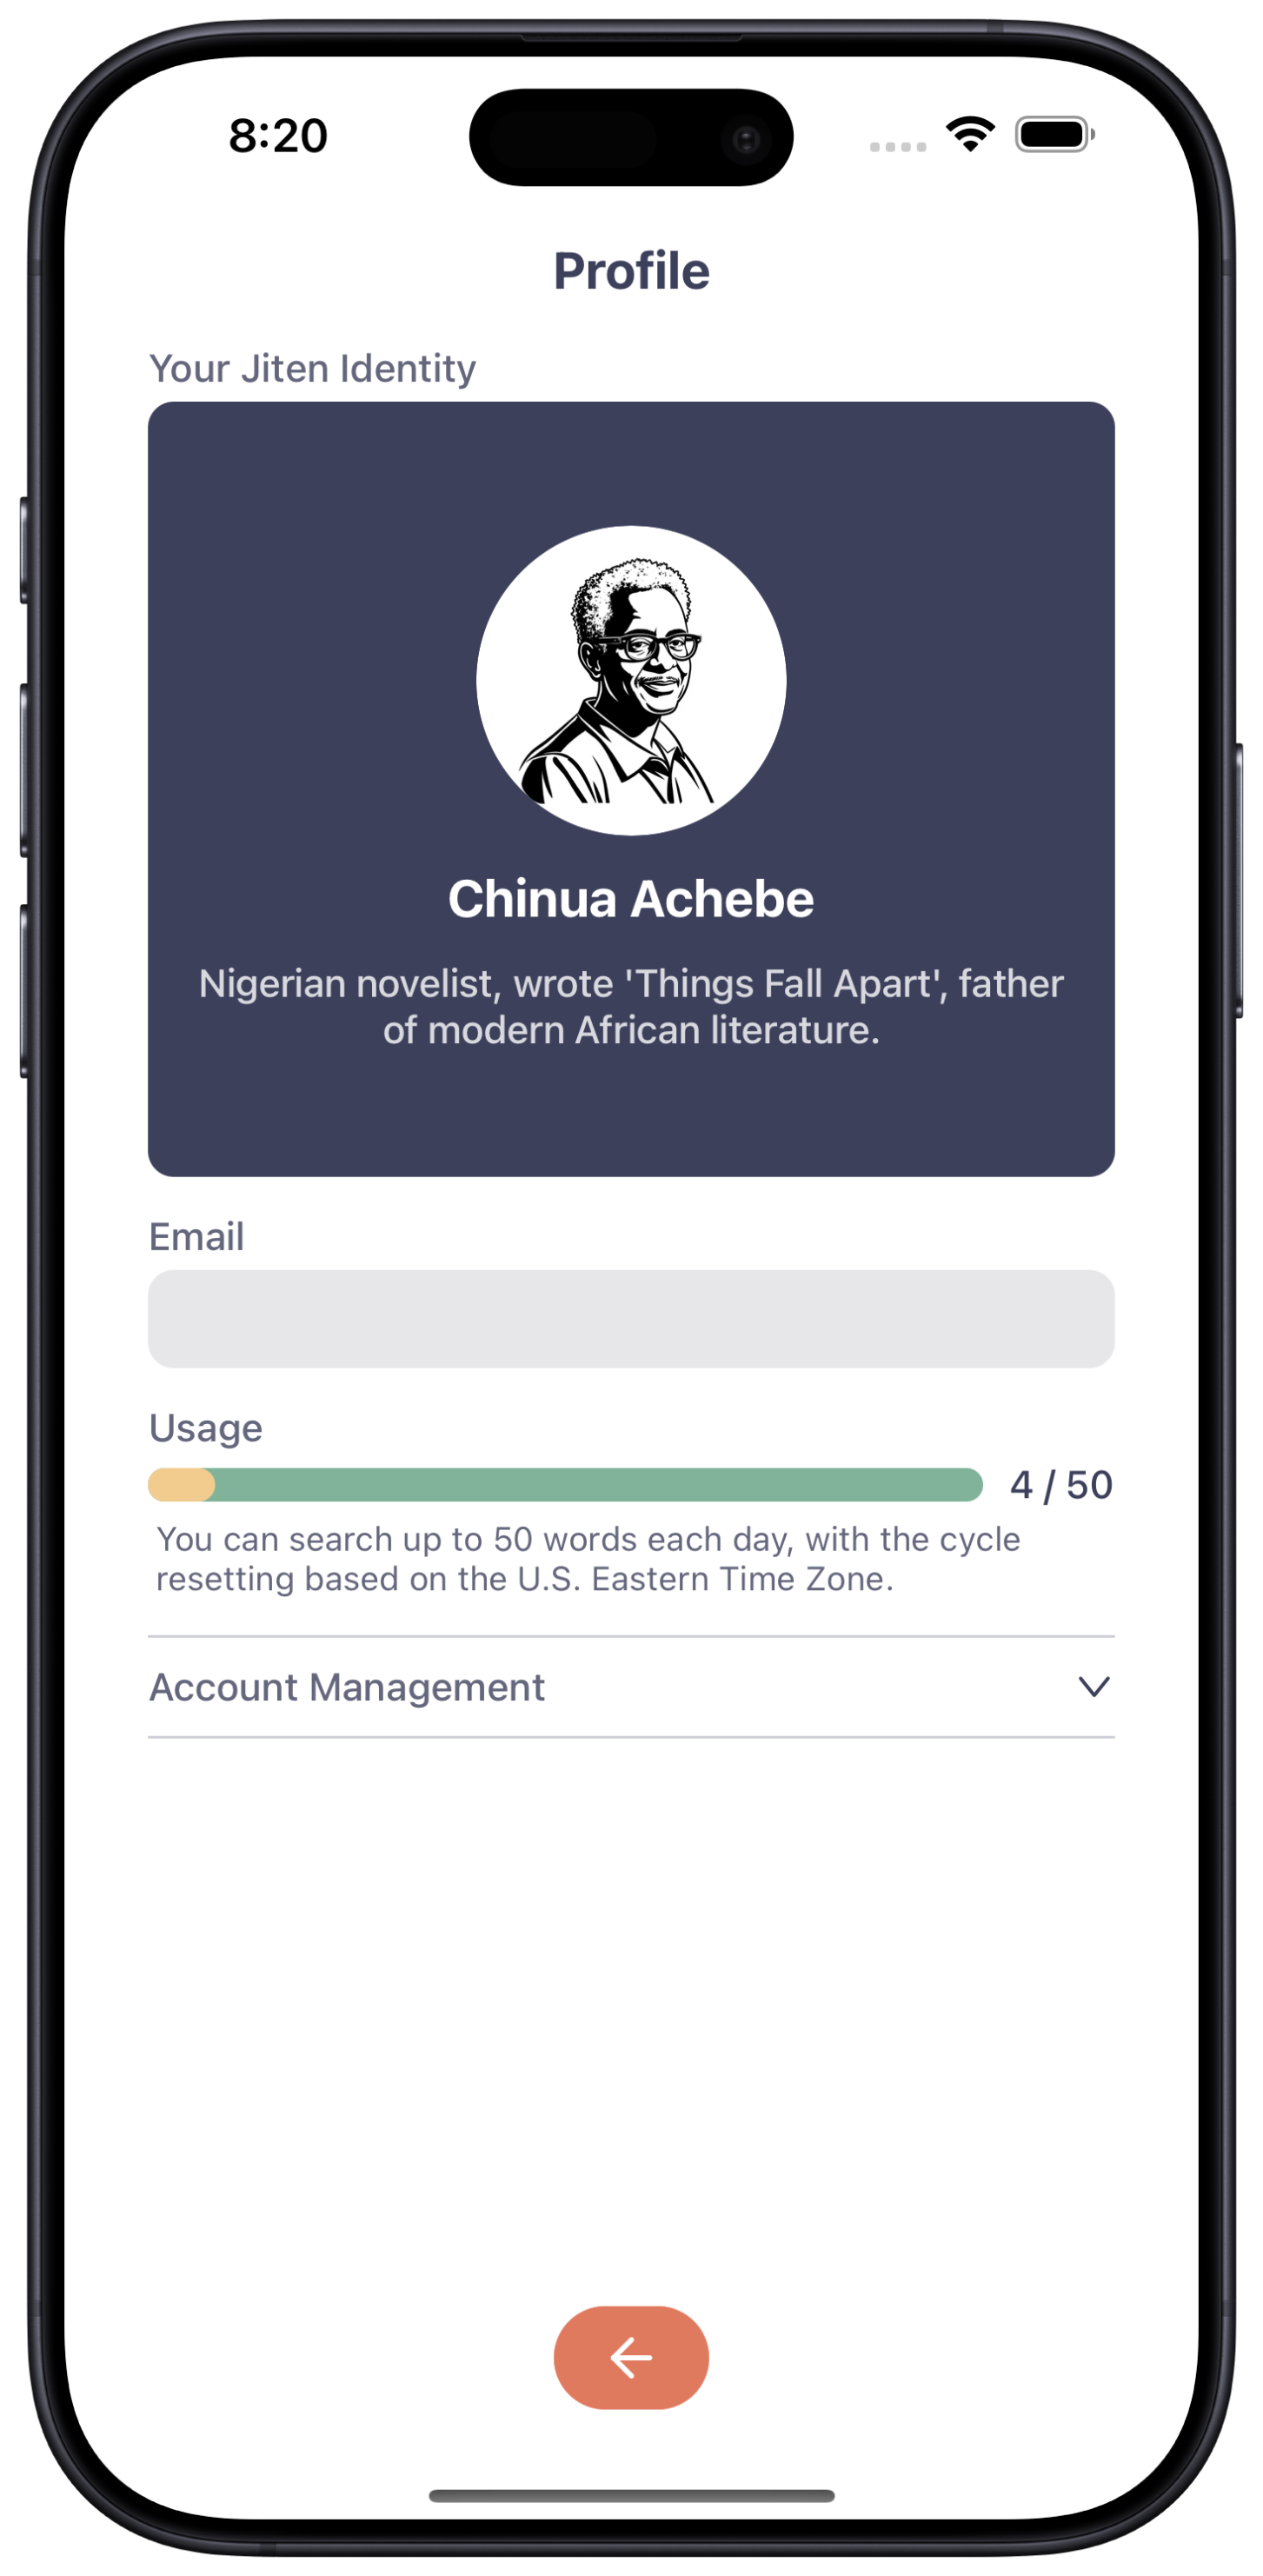 8:20
Profile
Your Jiten Identity
Chinua Achebe
Nigerian novelist, wrote 'Things Fall Apart', father
of modern African literature.
Email
Usage
4 / 50
You can search up to 50 words each day, with the cycle
resetting based on the U.S. Eastern Time Zone.
Account Management